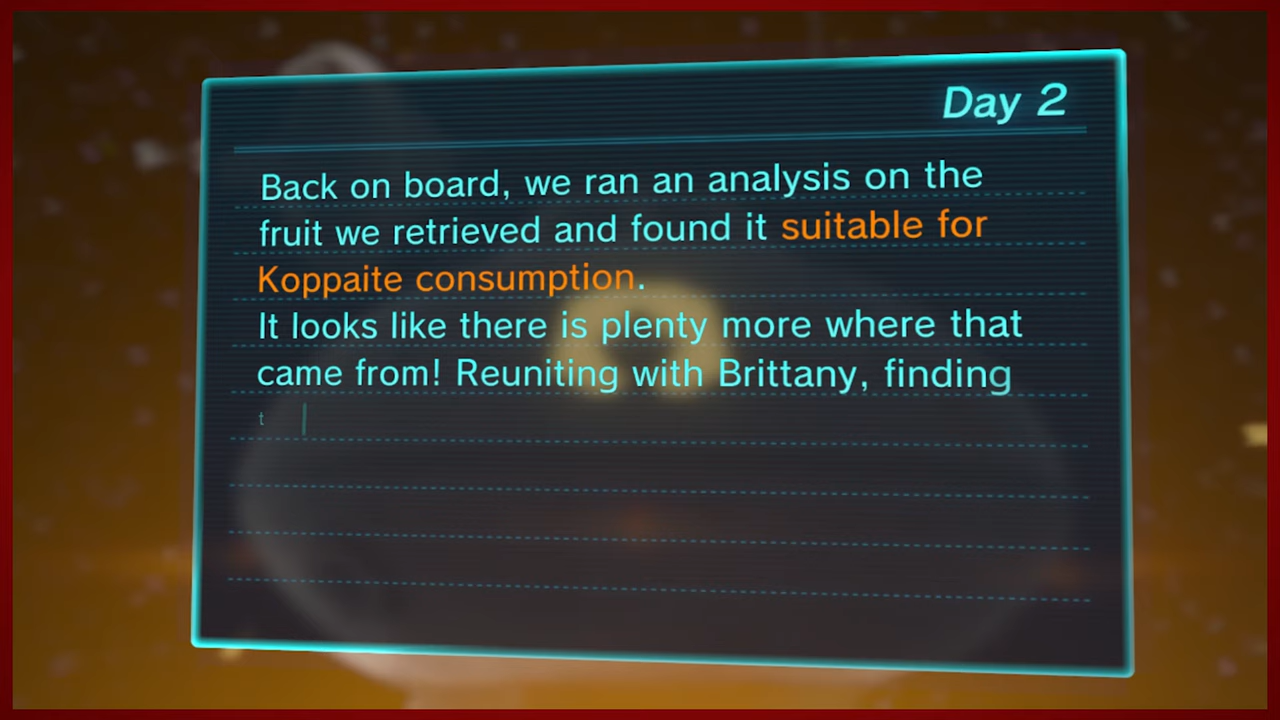 Day 2
Back on board, we ran an analysis on the
fruit we retrieved and found it suitable for
Koppaite consumption.
It looks like there is plenty more where that
came from! Reuniting with Brittany, finding
t